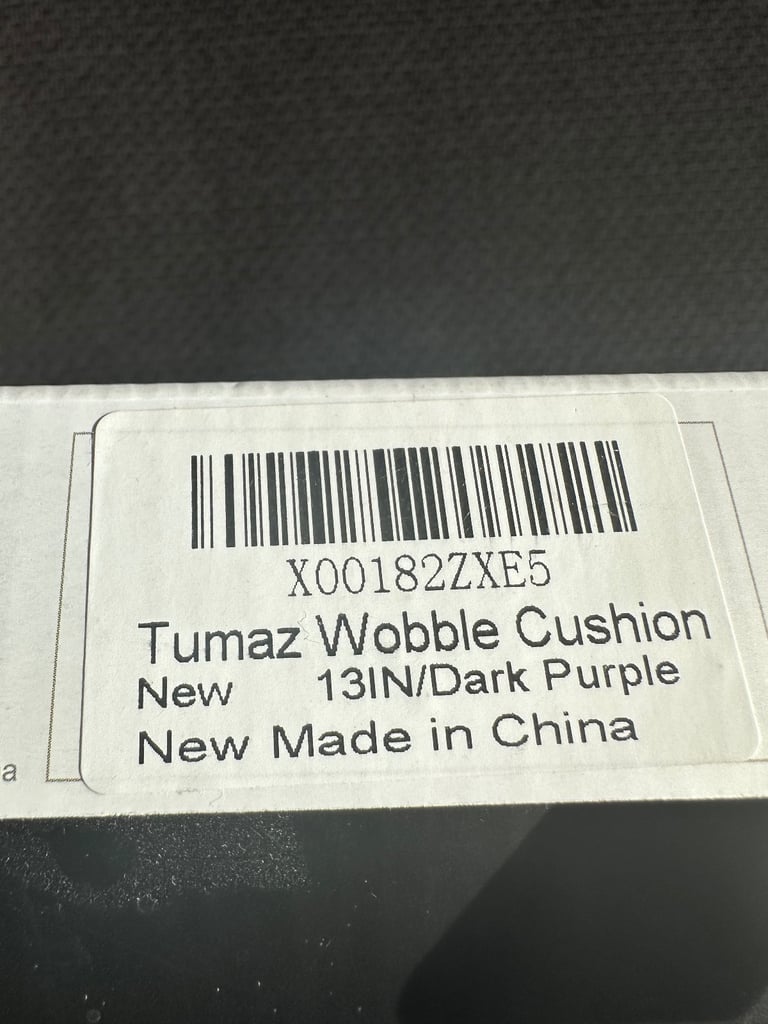 X00182ZXE5
Tumaz Wobble Cushion
New 13IN/Dark Purple
New Made in China
a